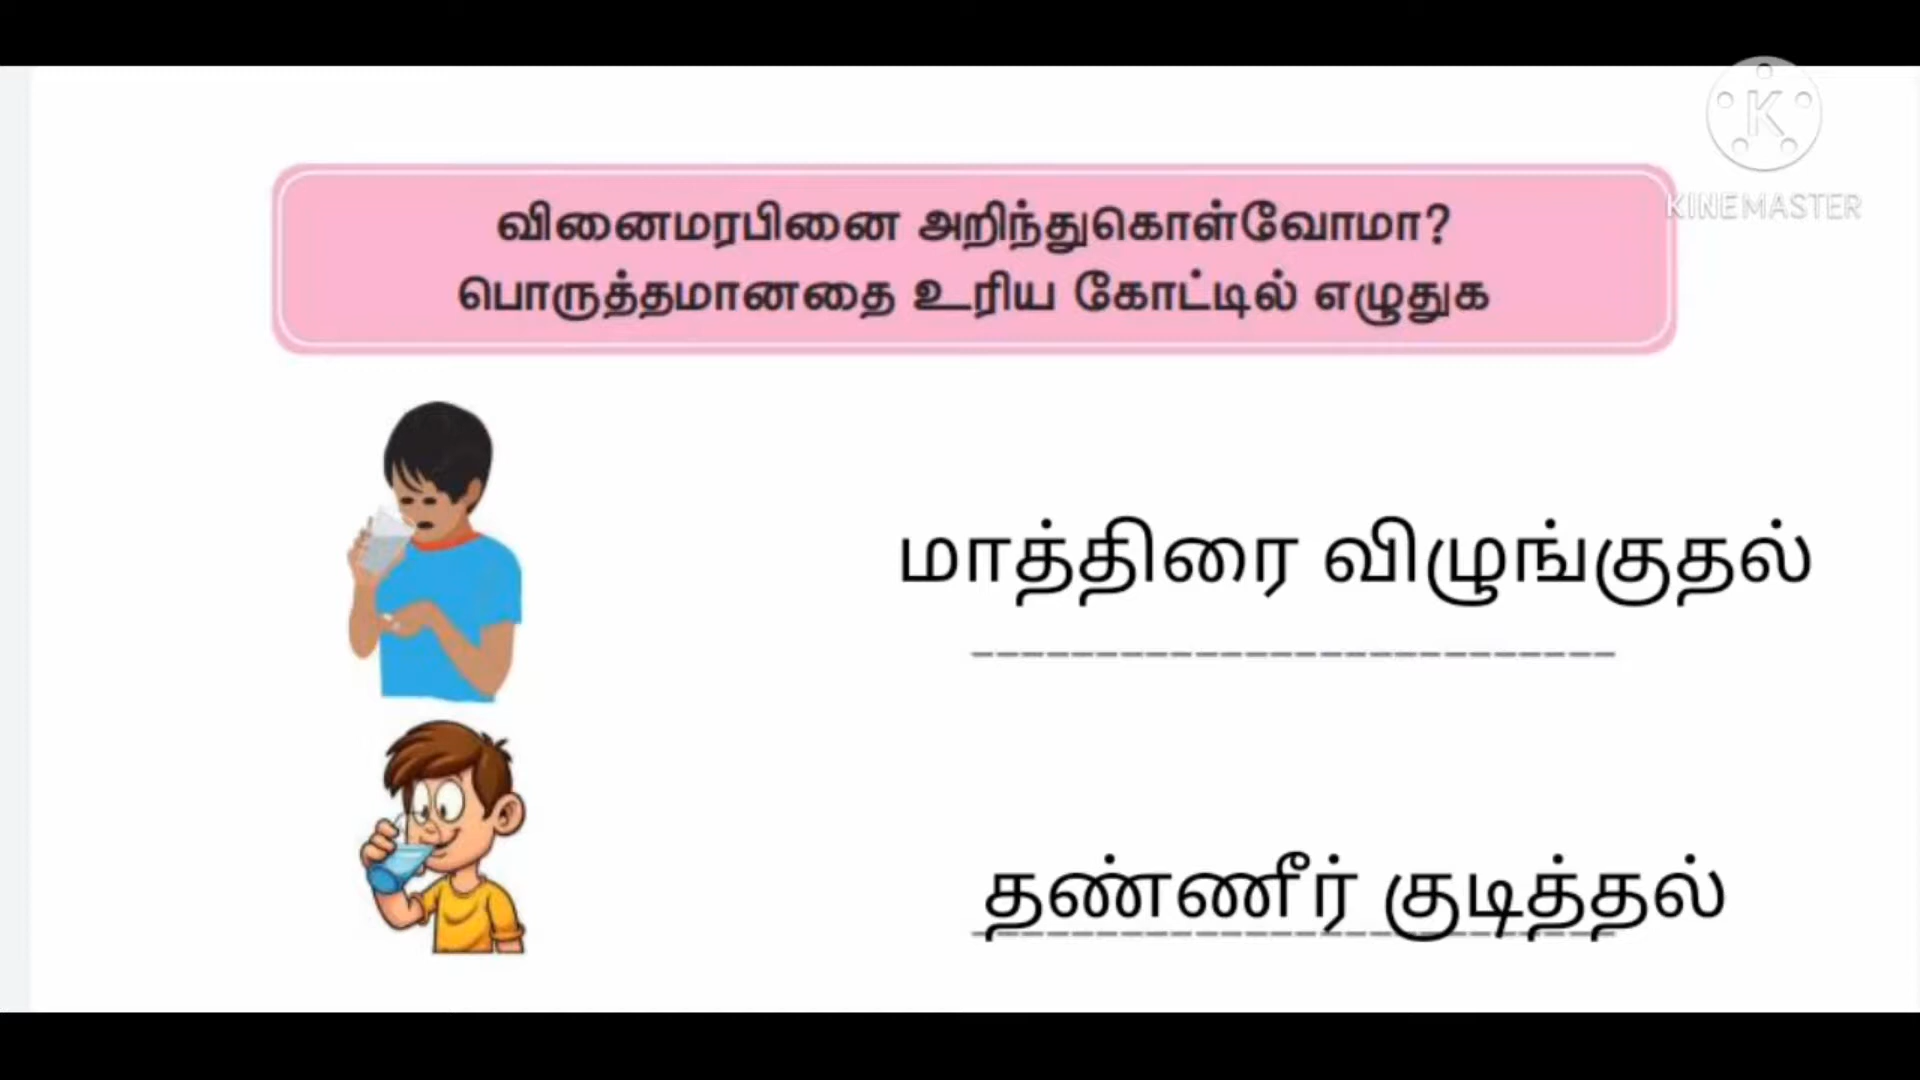 K
KINEMASTER
வினைமரபினை அறிந்துகொள்வோமா?
பொருத்தமானதை உரிய கோட்டில் எழுதுக
மாத்திரை விழுங்குதல்
தண்ணீர் குடித்தல்